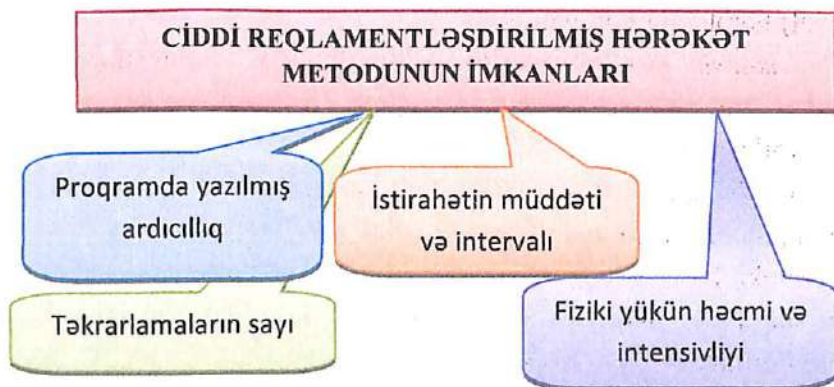 CİDDİ REQLAMENTLƏŞDİRİLMİŞ HƏRƏKƏT
METODUNUN İMKANLARI
Proqramda yazılmış
ardıcıllıq
İstirahətin müddəti
və intervalı
Təkrarlamaların sayı
Fiziki yükün həcmi və
intensivliyi